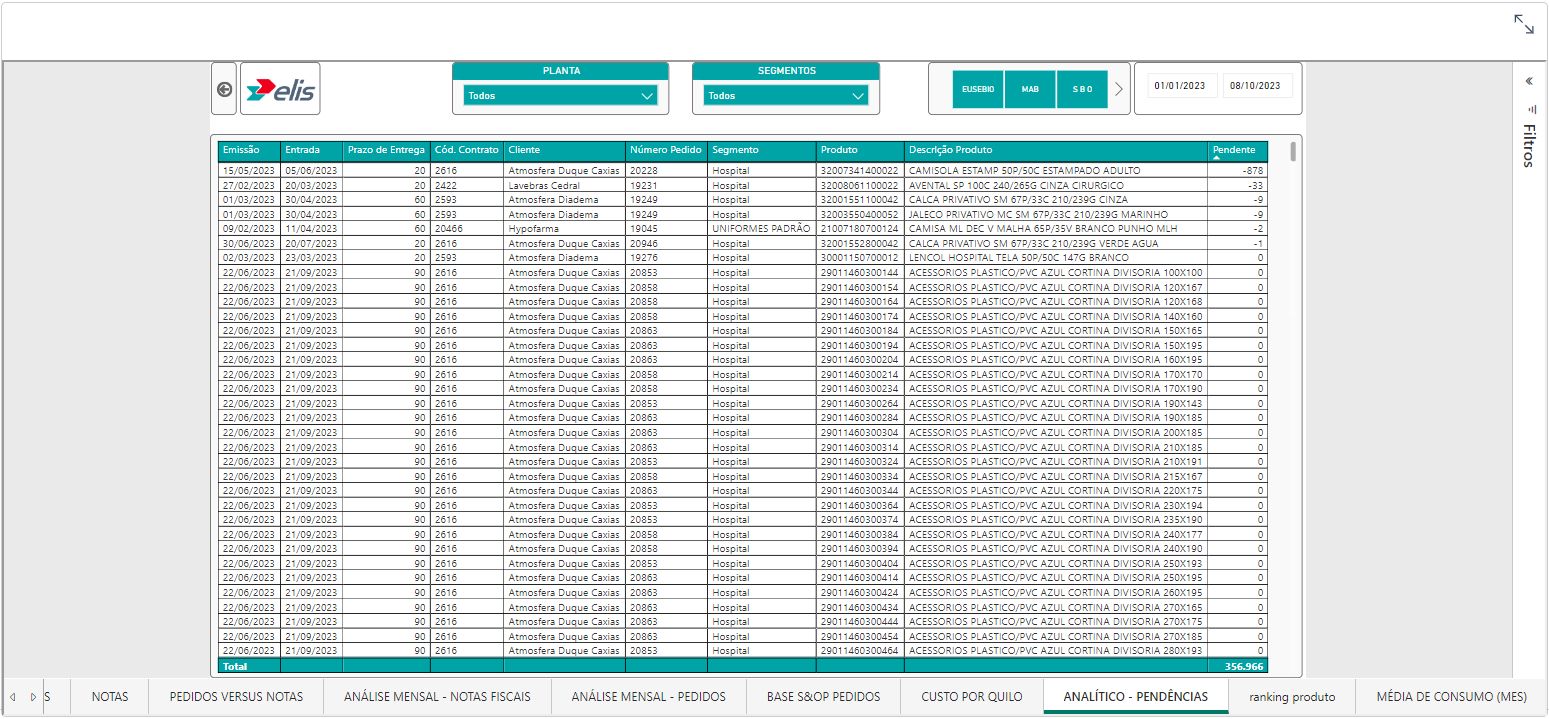 elis
PLANTA
Todos
SEGMENTOS
Todos
EUSEBIO MAB S B O
01/01/2023 08/10/2023
Filtros
Emissão Entrada Prazo de Entrega Cód. Contrato Cliente Número Pedido Segmento Produto Descrição Produto Pendente
15/05/2023 05/06/2023 20 2616 Atmosfera Duque Caxias 20228 Hospital 32007341400022 CAMISOLA ESTAMP 50P/50C ESTAMPADO ADULTO -878
27/02/2023 20/03/2023 20 2422 Lavebras Cedral 19231 Hospital 32008061100022 AVENTAL SP 100C 240/265G CINZA CIRURGICO -33
01/03/2023 30/04/2023 60 2593 Atmosfera Diadema 19249 Hospital 32001551100042 CALCA PRIVATIVO SM 67P/33C 210/239G CINZA -9
01/03/2023 30/04/2023 60 2593 Atmosfera Diadema 19249 Hospital 32003550400052 JALECO PRIVATIVO MC SM 67P/33C 210/239G MARINHO -9
09/02/2023 11/04/2023 60 20466 Hypofarma 19045 UNIFORMES PADRÃO 21007180700124 CAMISA ML DEC V MALHA 65P/35V BRANCO PUNHO MLH -2
30/06/2023 20/07/2023 20 2616 Atmosfera Duque Caxias 20946 Hospital 32001552800042 CALCA PRIVATIVO SM 67P/33C 210/239G VERDE AGUA -1
02/03/2023 23/03/2023 20 2593 Atmosfera Diadema 19276 Hospital 30001150700012 LENCOL HOSPITAL TELA 50P/50C 147G BRANCO 0
22/06/2023 21/09/2023 90 2616 Atmosfera Duque Caxias 20853 Hospital 29011460300144 ACESSORIOS PLASTICO/PVC AZUL CORTINA DIVISORIA 100X100 0
22/06/2023 21/09/2023 90 2616 Atmosfera Duque Caxias 20858 Hospital 29011460300154 ACESSORIOS PLASTICO/PVC AZUL CORTINA DIVISORIA 120X167 0
22/06/2023 21/09/2023 90 2616 Atmosfera Duque Caxias 20858 Hospital 29011460300164 ACESSORIOS PLASTICO/PVC AZUL CORTINA DIVISORIA 120X168 0
22/06/2023 21/09/2023 90 2616 Atmosfera Duque Caxias 20858 Hospital 29011460300174 ACESSORIOS PLASTICO/PVC AZUL CORTINA DIVISORIA 140X160 0
22/06/2023 21/09/2023 90 2616 Atmosfera Duque Caxias 20863 Hospital 29011460300184 ACESSORIOS PLASTICO/PVC AZUL CORTINA DIVISORIA 150X165 0
22/06/2023 21/09/2023 90 2616 Atmosfera Duque Caxias 20863 Hospital 29011460300194 ACESSORIOS PLASTICO/PVC AZUL CORTINA DIVISORIA 150X195 0
22/06/2023 21/09/2023 90 2616 Atmosfera Duque Caxias 20863 Hospital 29011460300204 ACESSORIOS PLASTICO/PVC AZUL CORTINA DIVISORIA 160X195 0
22/06/2023 21/09/2023 90 2616 Atmosfera Duque Caxias 20858 Hospital 29011460300214 ACESSORIOS PLASTICO/PVC AZUL CORTINA DIVISORIA 170X170 0
22/06/2023 21/09/2023 90 2616 Atmosfera Duque Caxias 20858 Hospital 29011460300234 ACESSORIOS PLASTICO/PVC AZUL CORTINA DIVISORIA 170X190 0
22/06/2023 21/09/2023 90 2616 Atmosfera Duque Caxias 20853 Hospital 29011460300264 ACESSORIOS PLASTICO/PVC AZUL CORTINA DIVISORIA 190X143 0
22/06/2023 21/09/2023 90 2616 Atmosfera Duque Caxias 20863 Hospital 29011460300284 ACESSORIOS PLASTICO/PVC AZUL CORTINA DIVISORIA 190X185 0
22/06/2023 21/09/2023 90 2616 Atmosfera Duque Caxias 20863 Hospital 29011460300304 ACESSORIOS PLASTICO/PVC AZUL CORTINA DIVISORIA 200X185 0
22/06/2023 21/09/2023 90 2616 Atmosfera Duque Caxias 20863 Hospital 29011460300314 ACESSORIOS PLASTICO/PVC AZUL CORTINA DIVISORIA 210X185 0
22/06/2023 21/09/2023 90 2616 Atmosfera Duque Caxias 20853 Hospital 29011460300324 ACESSORIOS PLASTICO/PVC AZUL CORTINA DIVISORIA 210X191 0
22/06/2023 21/09/2023 90 2616 Atmosfera Duque Caxias 20858 Hospital 29011460300334 ACESSORIOS PLASTICO/PVC AZUL CORTINA DIVISORIA 215X167 0
22/06/2023 21/09/2023 90 2616 Atmosfera Duque Caxias 20863 Hospital 29011460300344 ACESSORIOS PLASTICO/PVC AZUL CORTINA DIVISORIA 220X175 0
22/06/2023 21/09/2023 90 2616 Atmosfera Duque Caxias 20853 Hospital 29011460300364 ACESSORIOS PLASTICO/PVC AZUL CORTINA DIVISORIA 230X194 0
22/06/2023 21/09/2023 90 2616 Atmosfera Duque Caxias 20853 Hospital 29011460300374 ACESSORIOS PLASTICO/PVC AZUL CORTINA DIVISORIA 235X190 0
22/06/2023 21/09/2023 90 2616 Atmosfera Duque Caxias 20858 Hospital 29011460300384 ACESSORIOS PLASTICO/PVC AZUL CORTINA DIVISORIA 240X177 0
22/06/2023 21/09/2023 90 2616 Atmosfera Duque Caxias 20858 Hospital 29011460300394 ACESSORIOS PLASTICO/PVC AZUL CORTINA DIVISORIA 240X190 0
22/06/2023 21/09/2023 90 2616 Atmosfera Duque Caxias 20853 Hospital 29011460300404 ACESSORIOS PLASTICO/PVC AZUL CORTINA DIVISORIA 250X193 0
22/06/2023 21/09/2023 90 2616 Atmosfera Duque Caxias 20863 Hospital 29011460300414 ACESSORIOS PLASTICO/PVC AZUL CORTINA DIVISORIA 250X195 0
22/06/2023 21/09/2023 90 2616 Atmosfera Duque Caxias 20863 Hospital 29011460300424 ACESSORIOS PLASTICO/PVC AZUL CORTINA DIVISORIA 260X195 0
22/06/2023 21/09/2023 90 2616 Atmosfera Duque Caxias 20863 Hospital 29011460300434 ACESSORIOS PLASTICO/PVC AZUL CORTINA DIVISORIA 270X165 0
22/06/2023 21/09/2023 90 2616 Atmosfera Duque Caxias 20863 Hospital 29011460300444 ACESSORIOS PLASTICO/PVC AZUL CORTINA DIVISORIA 270X175 0
22/06/2023 21/09/2023 90 2616 Atmosfera Duque Caxias 20863 Hospital 29011460300454 ACESSORIOS PLASTICO/PVC AZUL CORTINA DIVISORIA 270X185 0
22/06/2023 21/09/2023 90 2616 Atmosfera Duque Caxias 20853 Hospital 29011460300464 ACESSORIOS PLASTICO/PVC AZUL CORTINA DIVISORIA 280X193 0
Total 356.966
S NOTAS PEDIDOS VERSUS NOTAS ANÁLISE MENSAL - NOTAS FISCAIS ANÁLISE MENSAL - PEDIDOS BASE S&OP PEDIDOS CUSTO POR QUILO ANALÍTICO - PENDÊNCIAS ranking produto MÉDIA DE CONSUMO (MES)